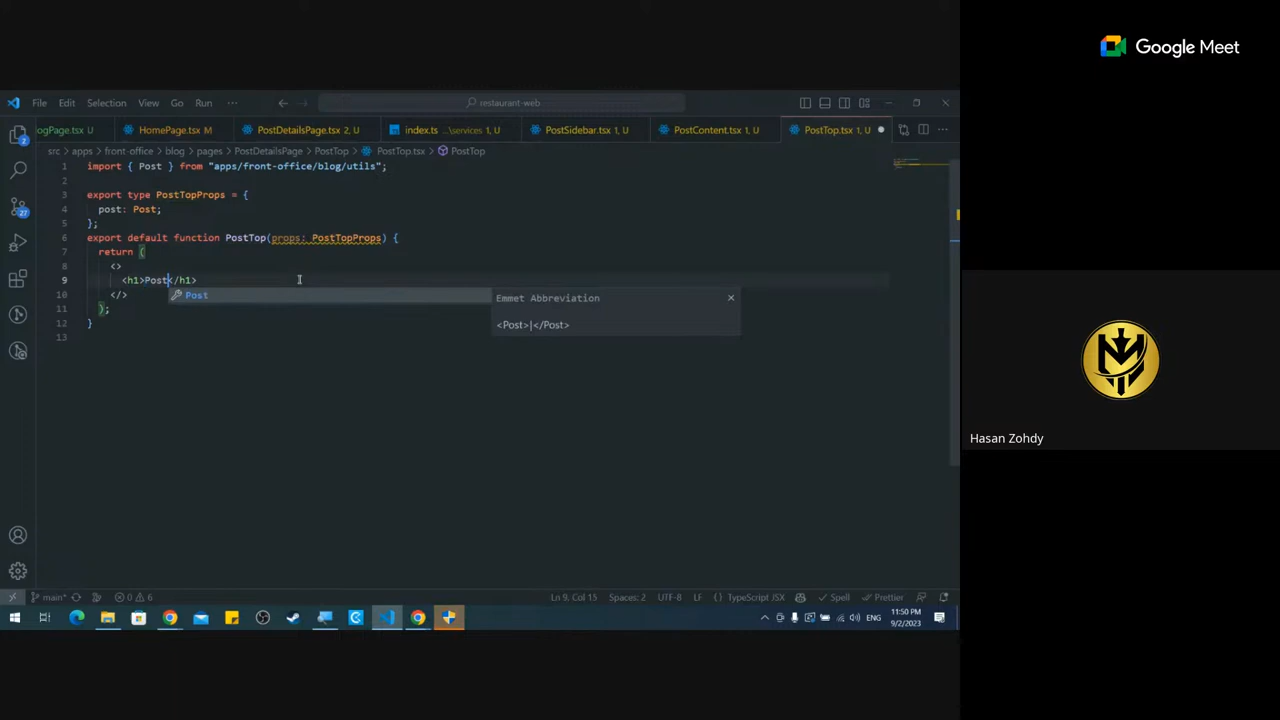 Google Meet
File Edit Selection View Go Run ··· restaurant-web
ogPage.tsx U HomePage.tsx M PostDetailsPage.tsx 2, U index.ts ...\services 1, U PostSidebar.tsx 1, U PostContent.tsx 1, U PostTop.tsx 1, U
src > apps > front-office > blog > pages > PostDetailsPage > PostTop > PostTop.tsx > PostTop
1 import { Post } from "apps/front-office/blog/utils";
2
3 export type PostTopProps = {
4 post: Post;
5 };
6 export default function PostTop(props: PostTopProps) {
7 return (
8 <>
9 <h1>Post</h1>
Post
Emmet Abbreviation
<Post>|</Post>
10 </>
11 );
12 }
13
2
27
Hasan Zohdy
main* 0 6 Ln 9, Col 15 Spaces: 2 UTF-8 LF {} TypeScript JSX Spell Prettier
ENG 11:50 PM
9/2/2023